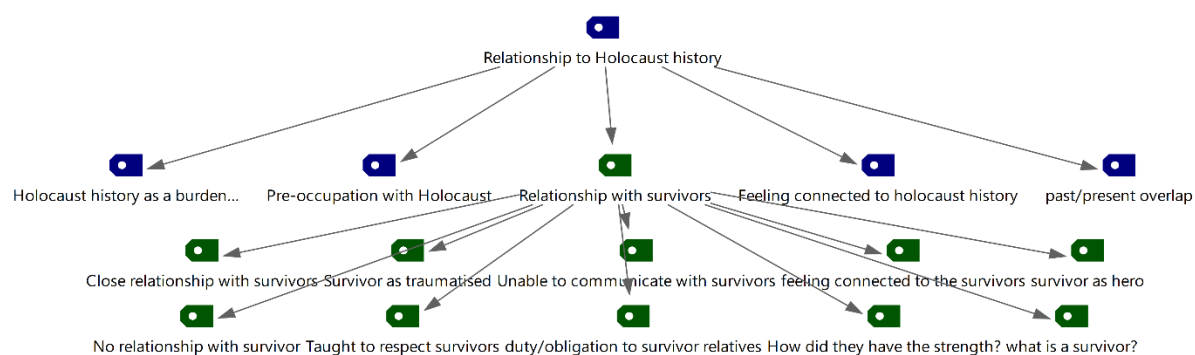 Relationship to Holocaust history
Holocaust history as a burden... Pre-occupation with Holocaust Relationship with survivors Feeling connected to holocaust history past/present overlap
Close relationship with survivors Survivor as traumatised Unable to communicate with survivors feeling connected to the survivors survivor as hero
No relationship with survivor Taught to respect survivors duty/obligation to survivor relatives How did they have the strength? what is a survivor?